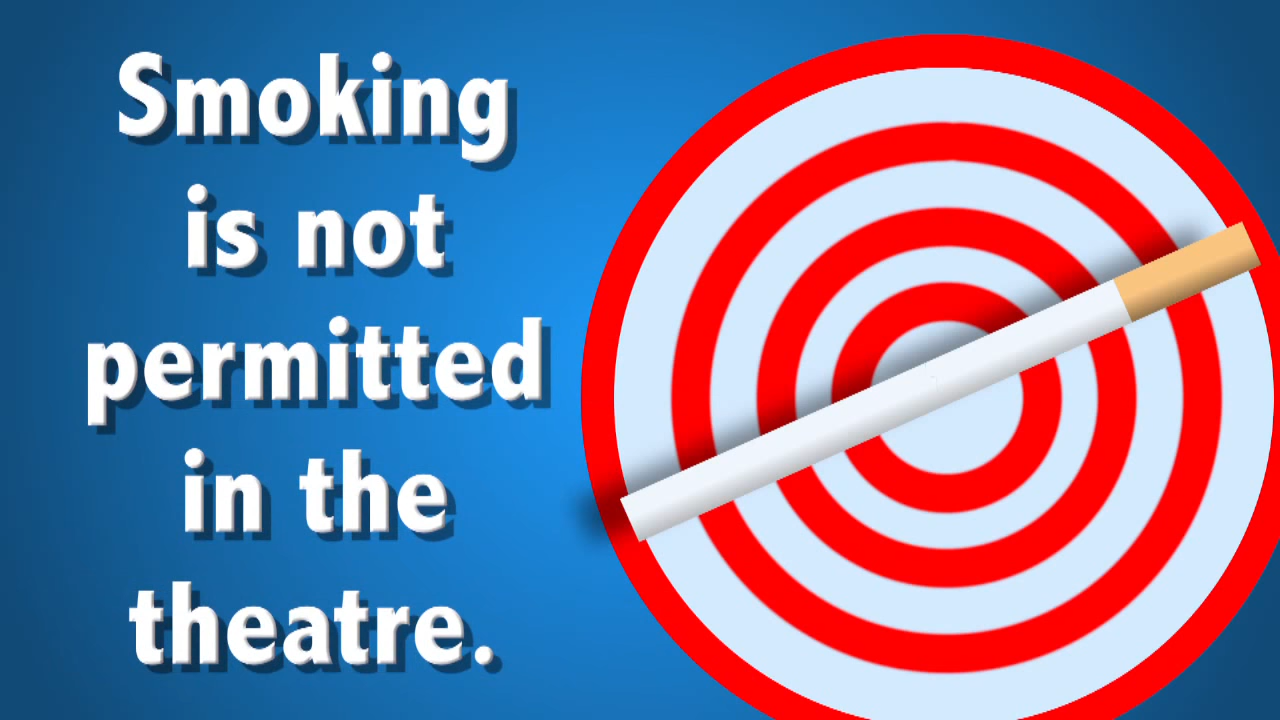 Smoking
is not
permitted
in the
theatre.